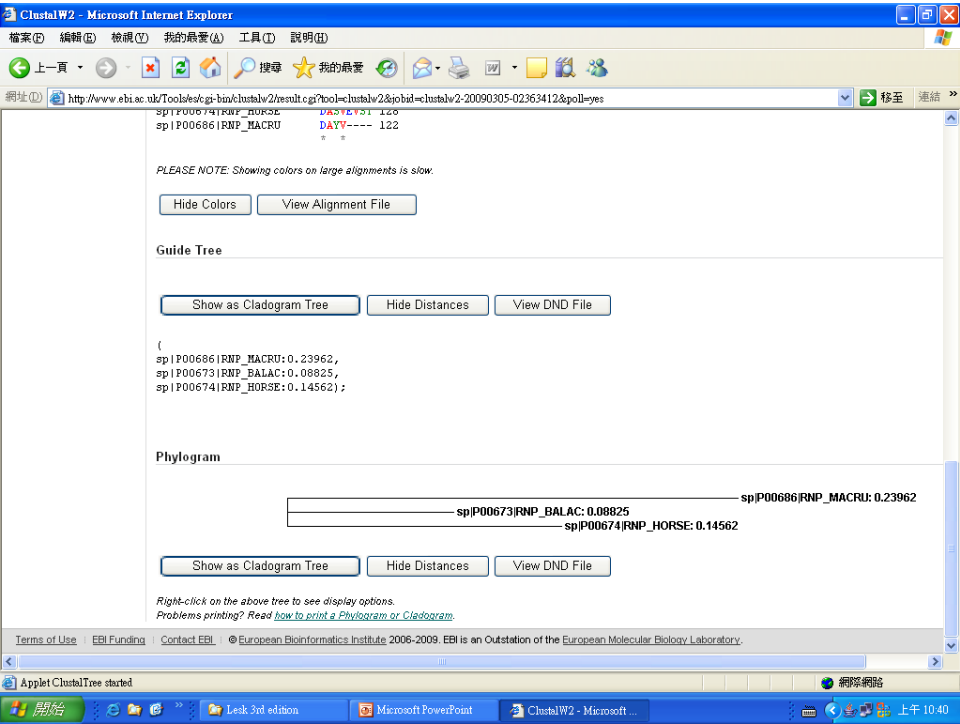 ClustalW2 - Microsoft Internet Explorer
檔案(F) 編輯(E) 檢視(V) 我的最愛(A) 工具(T) 說明(H)
上一頁 搜尋 我的最愛
網址(D) http://www.ebi.ac.uk/Tools/es/cgi-bin/clustalw2/result.cgi?tool=clustalw2&jobid=clustalw2-20090305-02363412&poll=yes 移至 連結 »
sp|P00674|RNP_HORSE DASVEVST 128
sp|P00686|RNP_MACRU DAYV---- 122
* *
PLEASE NOTE: Showing colors on large alignments is slow.
Hide Colors View Alignment File
Guide Tree
Show as Cladogram Tree Hide Distances View DND File
(
sp|P00686|RNP_MACRU:0.23962,
sp|P00673|RNP_BALAC:0.08825,
sp|P00674|RNP_HORSE:0.14562);
Phylogram
sp|P00686|RNP_MACRU: 0.23962
sp|P00673|RNP_BALAC: 0.08825
sp|P00674|RNP_HORSE: 0.14562
Show as Cladogram Tree Hide Distances View DND File
Right-click on the above tree to see display options.
Problems printing? Read how to print a Phylogram or Cladogram.
Terms of Use | EBI Funding | Contact EBI | © European Bioinformatics Institute 2006-2009. EBI is an Outstation of the European Molecular Biology Laboratory.
Applet ClustalTree started 網際網路
開始 » Lesk 3rd edition Microsoft PowerPoint ClustalW2 - Microsoft ... 上午 10:40